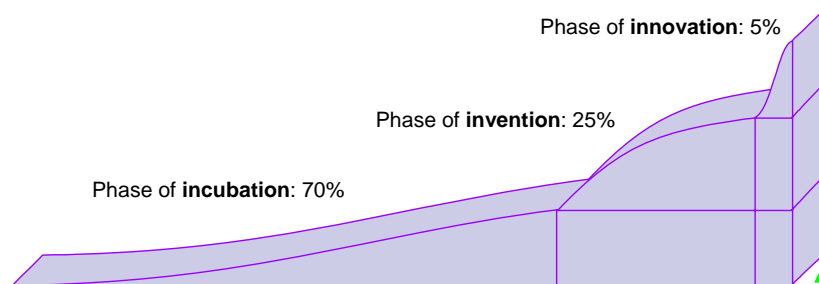 Phase of innovation: 5%
Phase of invention: 25%
Phase of incubation: 70%